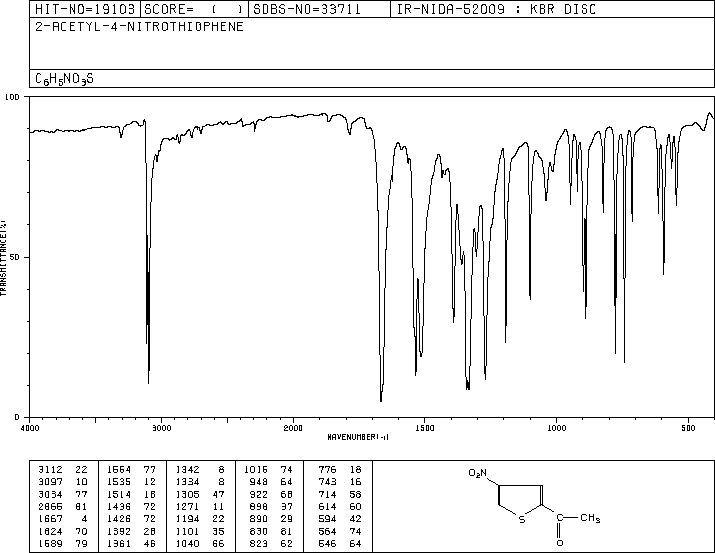 HIT-NO=19103 SCORE= ( ) SDBS-NO=33711 IR-NIDA-52009 : KBR DISC
2-ACETYL-4-NITROTHIOPHENE
C6H5NO3S
100
50
0
TRANSMITTANCE(%)
4000 3000 2000 1500 1000 500
WAVENUMBER(-1)
3112 22 1564 77 1342 8 1016 74 776 18
3097 10 1535 12 1334 8 948 64 743 16
3034 77 1514 18 1305 47 922 68 714 58
2865 81 1436 72 1271 11 898 37 614 60
1667 4 1426 72 1194 22 890 29 594 42
1624 70 1392 28 1101 35 830 81 564 74
1589 79 1361 46 1040 66 823 62 546 64
O2N
S
C
CH3
O